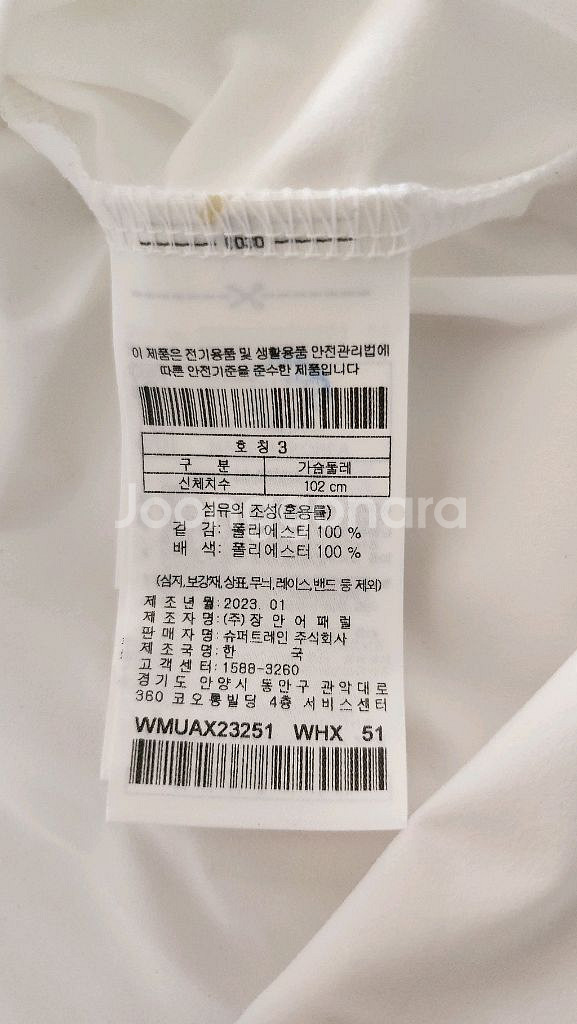 이 제품은 전기용품 및 생활용품 안전관리법에
따른 안전기준을 준수한 제품입니다
호 칭 3
구 분 가슴둘레
신체치수 102 cm
섬유의 조성(혼용률)
Joonggonara
겉 감: 폴리에스터 100 %
배 색: 폴리에스터 100 %
(심지,보강재,상표,무늬,레이스,밴드 등 제외)
제 조 년 월: 2023. 01
제 조 자 명: (주) 장 안 어 패 럴
판 매 자 명: 슈퍼트레인 주식회사
제 조 국 명: 한 국
고 객 센 터: 1588-3260
경 기 도 안 양 시 동 안 구 관 악 대 로
360 코 오 롱 빌 딩 4층 서 비 스 센 터
WMUAX23251 WHX 51